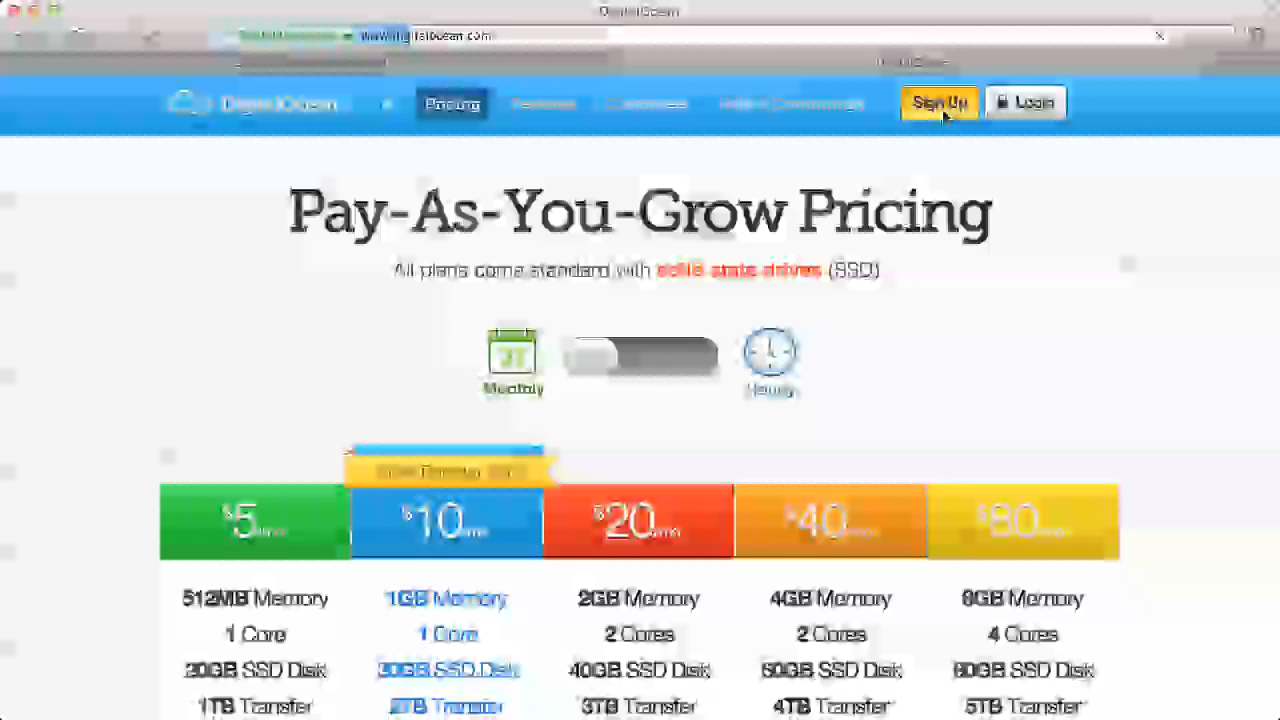 DigitalOcean
DigitalOcean Pricing Sign Up Login
Pay-As-You-Grow Pricing
All plans come standard with solid state drives (SSD)
Monthly Hourly
$5/mo $10/mo $20/mo $40/mo $80/mo
512MB Memory 1GB Memory 2GB Memory 4GB Memory 8GB Memory
1 Core 1 Core 2 Cores 2 Cores 4 Cores
20GB SSD Disk 30GB SSD Disk 40GB SSD Disk 60GB SSD Disk 80GB SSD Disk
1TB Transfer 2TB Transfer 3TB Transfer 4TB Transfer 5TB Transfer